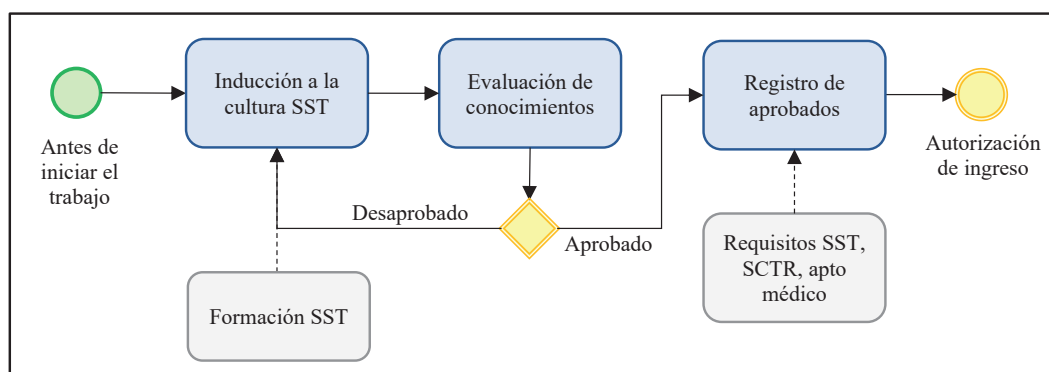 Antes de
iniciar el
trabajo
Inducción a la
cultura SST
Evaluación de
conocimientos
Registro de
aprobados
Autorización
de ingreso
Desaprobado
Aprobado
Formación SST
Requisitos SST,
SCTR, apto
médico